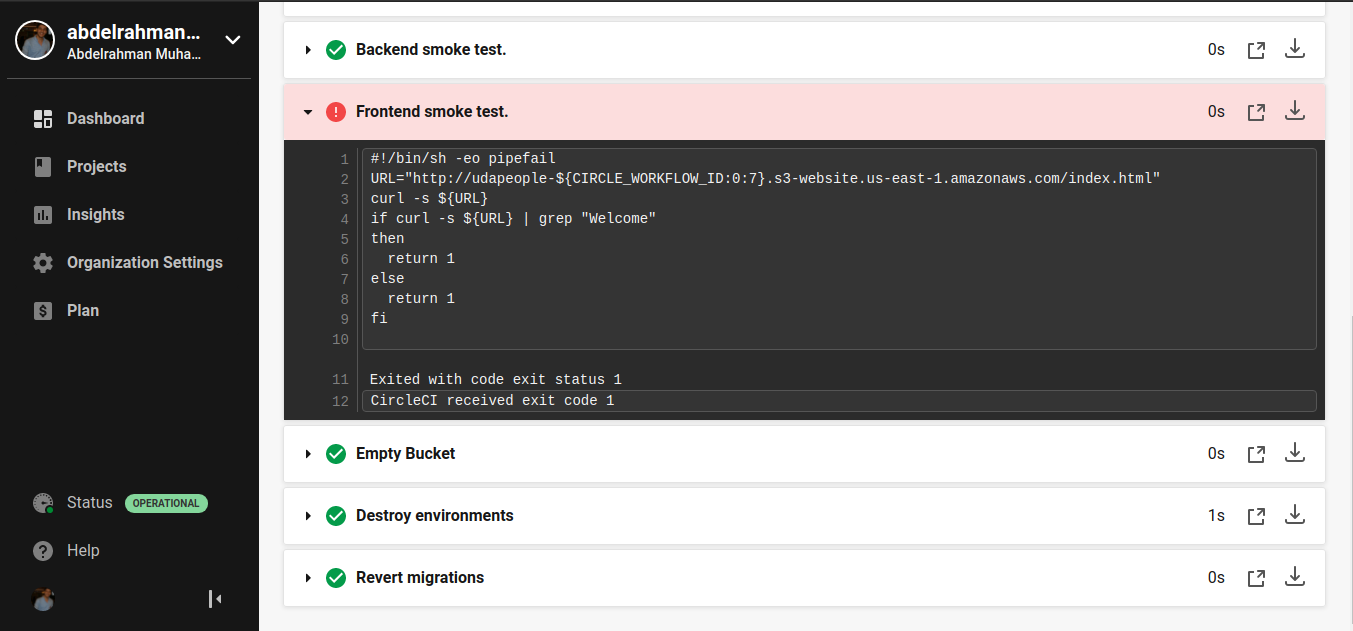 abdelrahman...
Abdelrahman Muha...
Dashboard
Projects
Insights
Organization Settings
$ Plan
Status OPERATIONAL
? Help
Backend smoke test. 0s
! Frontend smoke test. 0s
1 #!/bin/sh -eo pipefail
2 URL="http://udapeople-${CIRCLE_WORKFLOW_ID:0:7}.s3-website.us-east-1.amazonaws.com/index.html"
3 curl -s ${URL}
4 if curl -s ${URL} | grep "Welcome"
5 then
6   return 1
7 else
8   return 1
9 fi
10
11 Exited with code exit status 1
12 CircleCI received exit code 1
Empty Bucket 0s
Destroy environments 1s
Revert migrations 0s